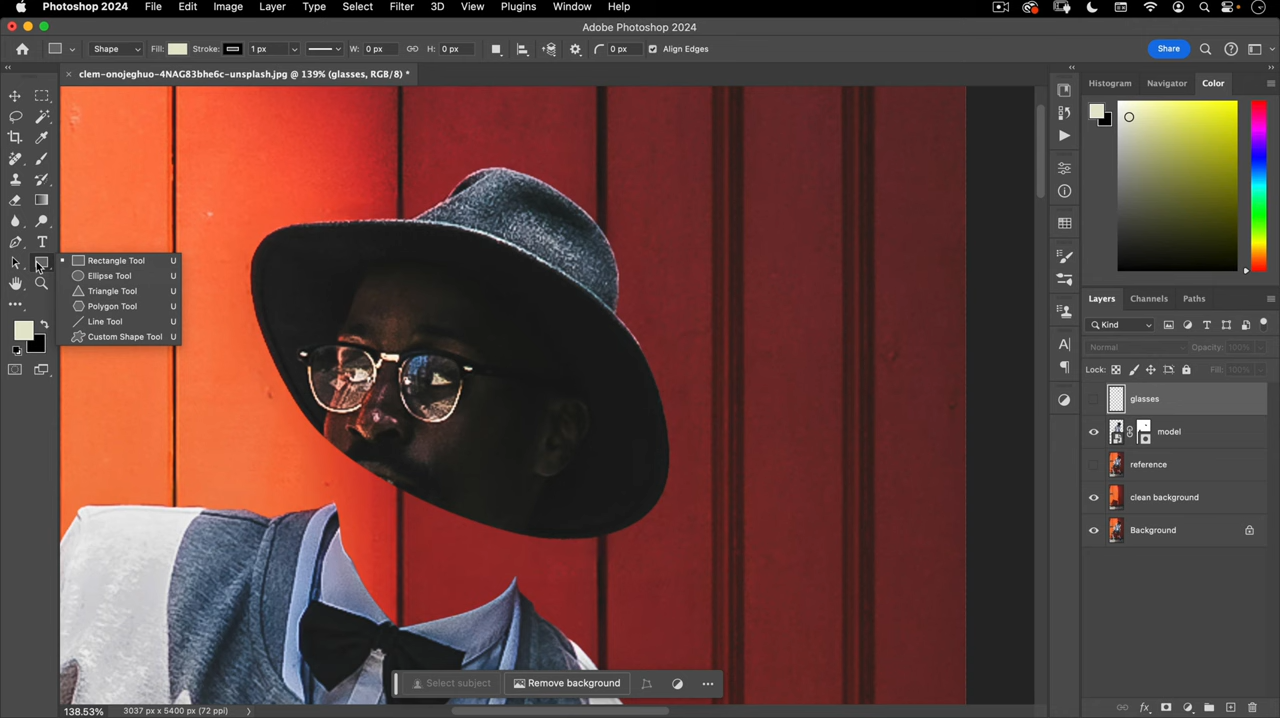 Photoshop 2024 File Edit Image Layer Type Select Filter 3D View Plugins Window Help
Adobe Photoshop 2024
Shape Fill: Stroke: 1 px W: 0 px H: 0 px 0 px Align Edges Share
× clem-onojeghuo-4NAG83bhe6c-unsplash.jpg @ 139% (glasses, RGB/8) *
Histogram Navigator Color
Rectangle Tool U
Ellipse Tool U
Triangle Tool U
Polygon Tool U
Line Tool U
Custom Shape Tool U
Layers Channels Paths
Kind
Normal Opacity: 100%
Lock: Fill: 100%
glasses
model
reference
clean background
Background
Select subject Remove background
138.53% 3037 px x 5400 px (72 ppi)